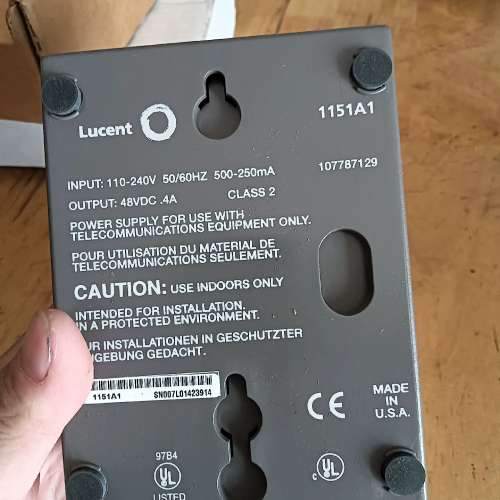 Lucent
1151A1
107787129
INPUT: 110-240V 50/60HZ 500-250mA
OUTPUT: 48VDC .4A CLASS 2
POWER SUPPLY FOR USE WITH
TELECOMMUNICATIONS EQUIPMENT ONLY.
POUR UTILISATION DU MATERIAL DE
TELECOMMUNICATIONS SEULEMENT.
CAUTION: USE INDOORS ONLY
INTENDED FOR INSTALLATION
IN A PROTECTED ENVIRONMENT.
INSTALLATIONEN IN GESCHUTZTER
GEDACHT.
1151A1 SN007L01423914
CE
MADE
IN
U.S.A.
97B4
UL
LISTED
c UL